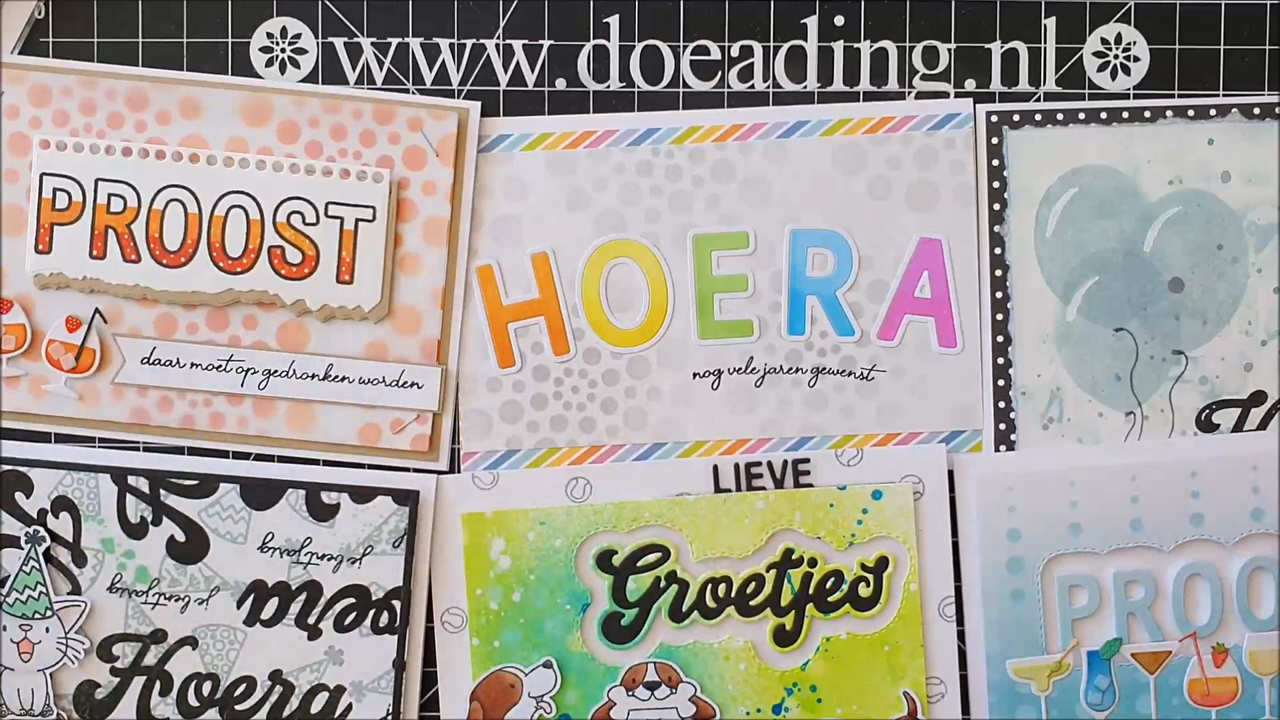 www.doeading.nl
PROOST
daar moet op gedronken worden
HOERA
nog vele jaren gewenst
je bent jarig
je bent jarig
Hoera
LIEVE
Groetjes
PROO